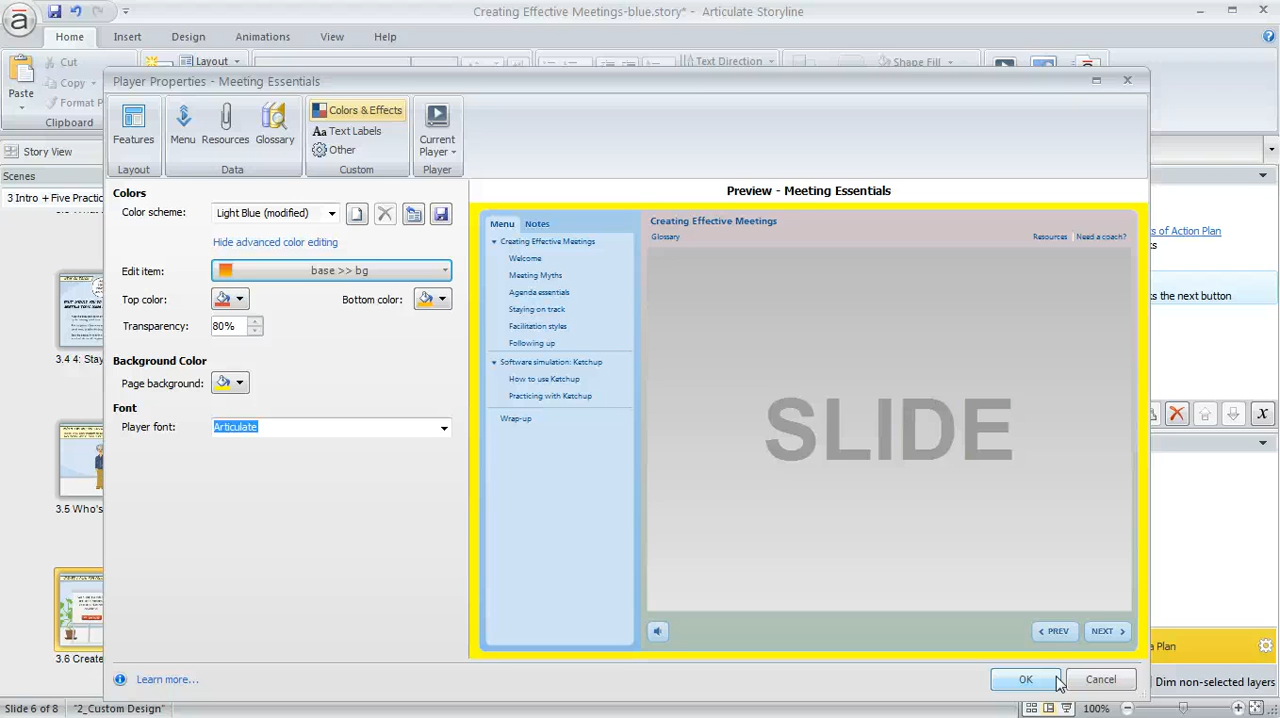 Creating Effective Meetings-blue.story* - Articulate Storyline
Home Insert Design Animations View Help
Cut
Layout
Text Direction
Shape Fill
Paste
Copy
Format P
Clipboard
Player Properties - Meeting Essentials
Features
Menu
Resources
Glossary
Colors & Effects
Text Labels
Other
Current
Player
Layout
Data
Custom
Player
Story View
Scenes
3 Intro + Five Practic
3.4 4: Stay
3.5 Who's
3.6 Create
Colors
Color scheme: Light Blue (modified)
Hide advanced color editing
Edit item: base >> bg
Top color: Bottom color:
Transparency: 80%
Background Color
Page background:
Font
Player font: Articulate
Preview - Meeting Essentials
Menu Notes
Creating Effective Meetings
Welcome
Meeting Myths
Agenda essentials
Staying on track
Facilitation styles
Following up
Software simulation: Ketchup
How to use Ketchup
Practicing with Ketchup
Wrap-up
Creating Effective Meetings
Glossary
Resources Need a coach?
SLIDE
PREV
NEXT
s of Action Plan
ks the next button
a Plan
Dim non-selected layers
Learn more...
OK
Cancel
Slide 6 of 8 "2_Custom Design" 100%